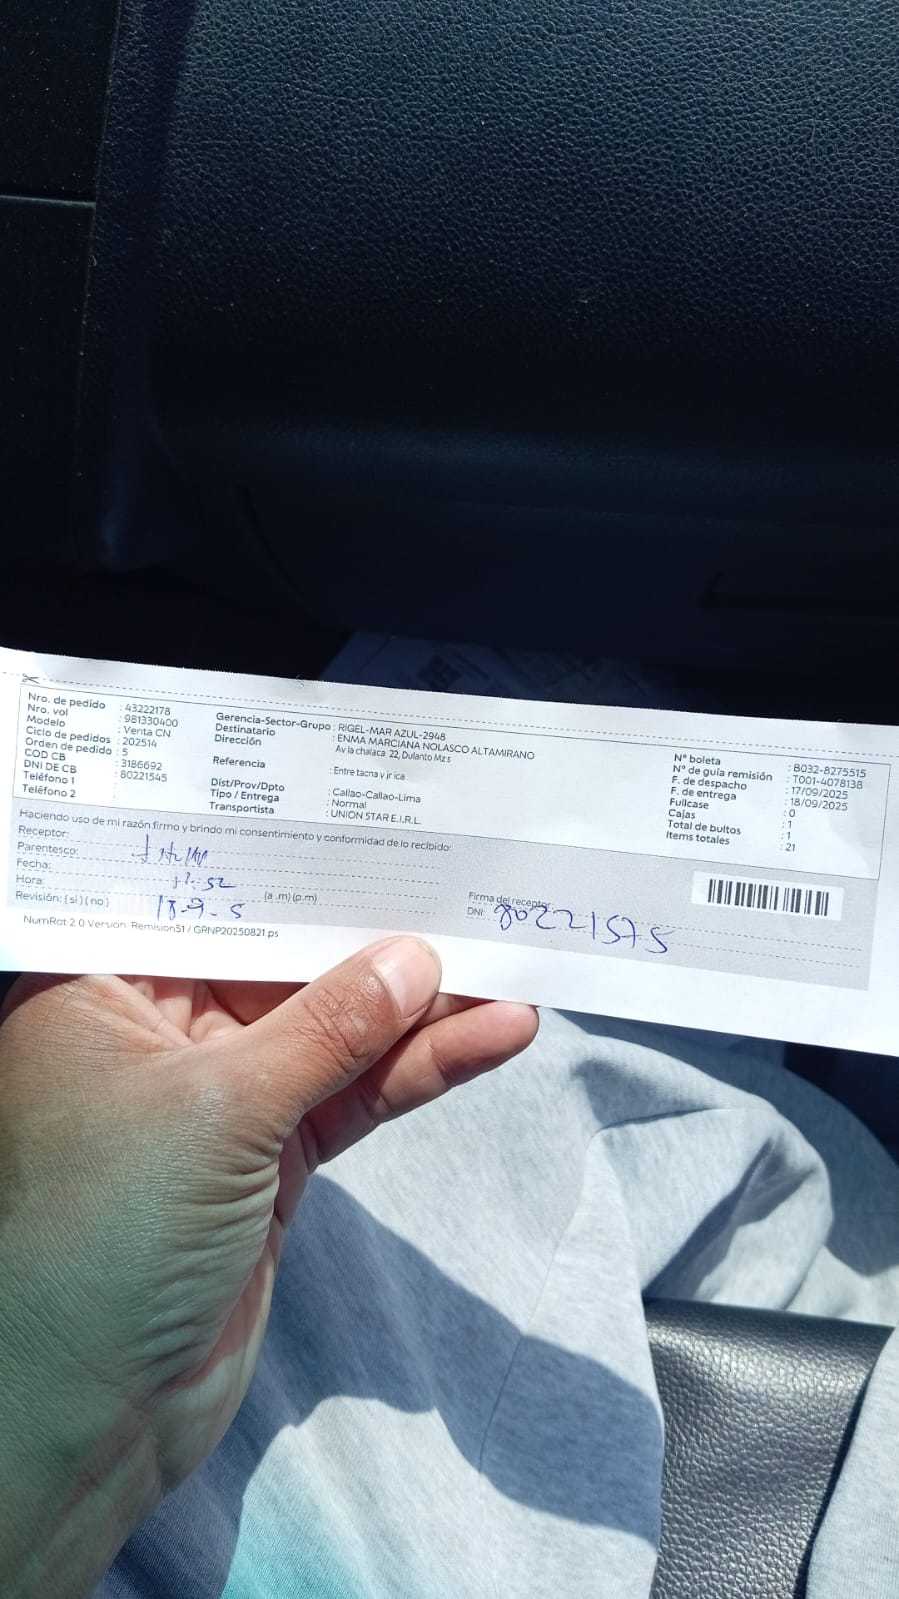 Nro. de pedido : 43222178
Nro. vol : 981330400
Modelo : Venta CN
Ciclo de pedidos : 202514
Orden de pedido : 5
COD CB : 3186692
DNI DE CB : 80221545
Teléfono 1 :
Teléfono 2 :
Gerencia-Sector-Grupo : RIGEL-MAR AZUL-2948
Destinatario : ENMA MARCIANA NOLASCO ALTAMIRANO
Dirección Av la chalaca 22, Dulanto Mz s
Referencia : Entre tacna y jr ica
Dist/Prov/Dpto : Callao-Callao-Lima
Tipo / Entrega : Normal
Transportista : UNION STAR E.I.R.L.
N° boleta : B032-8275515
N° de guía remisión : T001-4078138
F. de despacho : 17/09/2025
F. de entrega : 18/09/2025
Fullcase : 0
Cajas : 1
Total de bultos : 1
Items totales : 21
Haciendo uso de mi razón firmo y brindo mi consentimiento y conformidad de lo recibido:
Receptor:
Parentesco:
Fecha:
Hora: (a .m) (p.m)
Revisión: ( si ) ( no ) 18-9-5
Firma del receptor
DNI: 80221575
NumRot 2.0 Version: Remision51 / GRNP20250821.ps